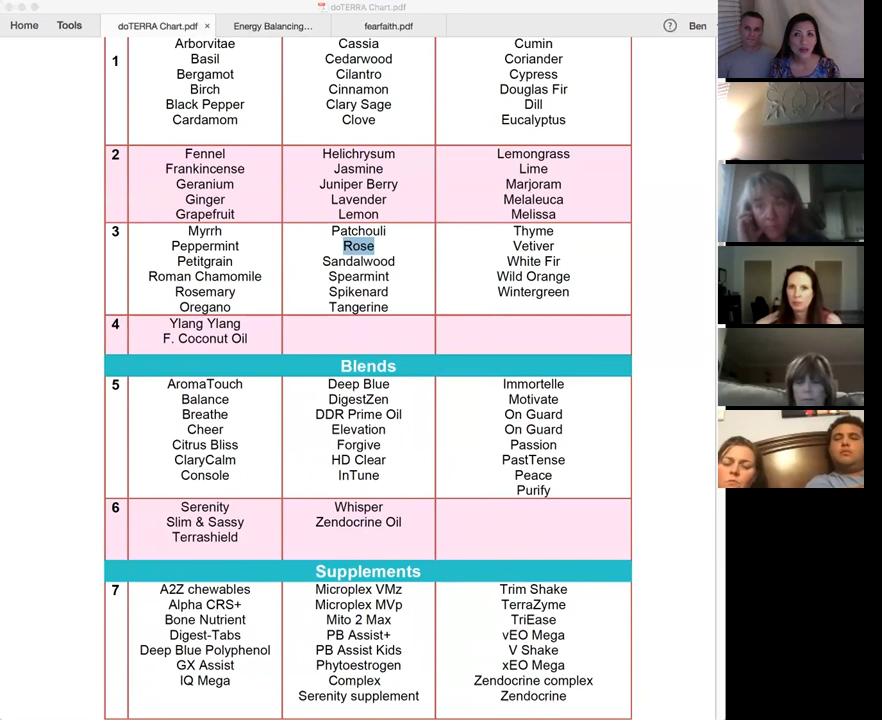 doTERRA Chart.pdf
Home Tools doTERRA Chart.pdf × Energy Balancing... fearfaith.pdf ? Ben
1 Arborvitae Cassia Cumin
Basil Cedarwood Coriander
Bergamot Cilantro Cypress
Birch Cinnamon Douglas Fir
Black Pepper Clary Sage Dill
Cardamom Clove Eucalyptus
2 Fennel Helichrysum Lemongrass
Frankincense Jasmine Lime
Geranium Juniper Berry Marjoram
Ginger Lavender Melaleuca
Grapefruit Lemon Melissa
3 Myrrh Patchouli Thyme
Peppermint Rose Vetiver
Petitgrain Sandalwood White Fir
Roman Chamomile Spearmint Wild Orange
Rosemary Spikenard Wintergreen
Oregano Tangerine
4 Ylang Ylang
F. Coconut Oil
Blends
5 AromaTouch Deep Blue Immortelle
Balance DigestZen Motivate
Breathe DDR Prime Oil On Guard
Cheer Elevation On Guard
Citrus Bliss Forgive Passion
ClaryCalm HD Clear PastTense
Console InTune Peace
Purify
6 Serenity Whisper
Slim & Sassy Zendocrine Oil
Terrashield
Supplements
7 A2Z chewables Microplex VMz Trim Shake
Alpha CRS+ Microplex MVp TerraZyme
Bone Nutrient Mito 2 Max TriEase
Digest-Tabs PB Assist+ vEO Mega
Deep Blue Polyphenol PB Assist Kids V Shake
GX Assist Phytoestrogen xEO Mega
IQ Mega Complex Zendocrine complex
Serenity supplement Zendocrine